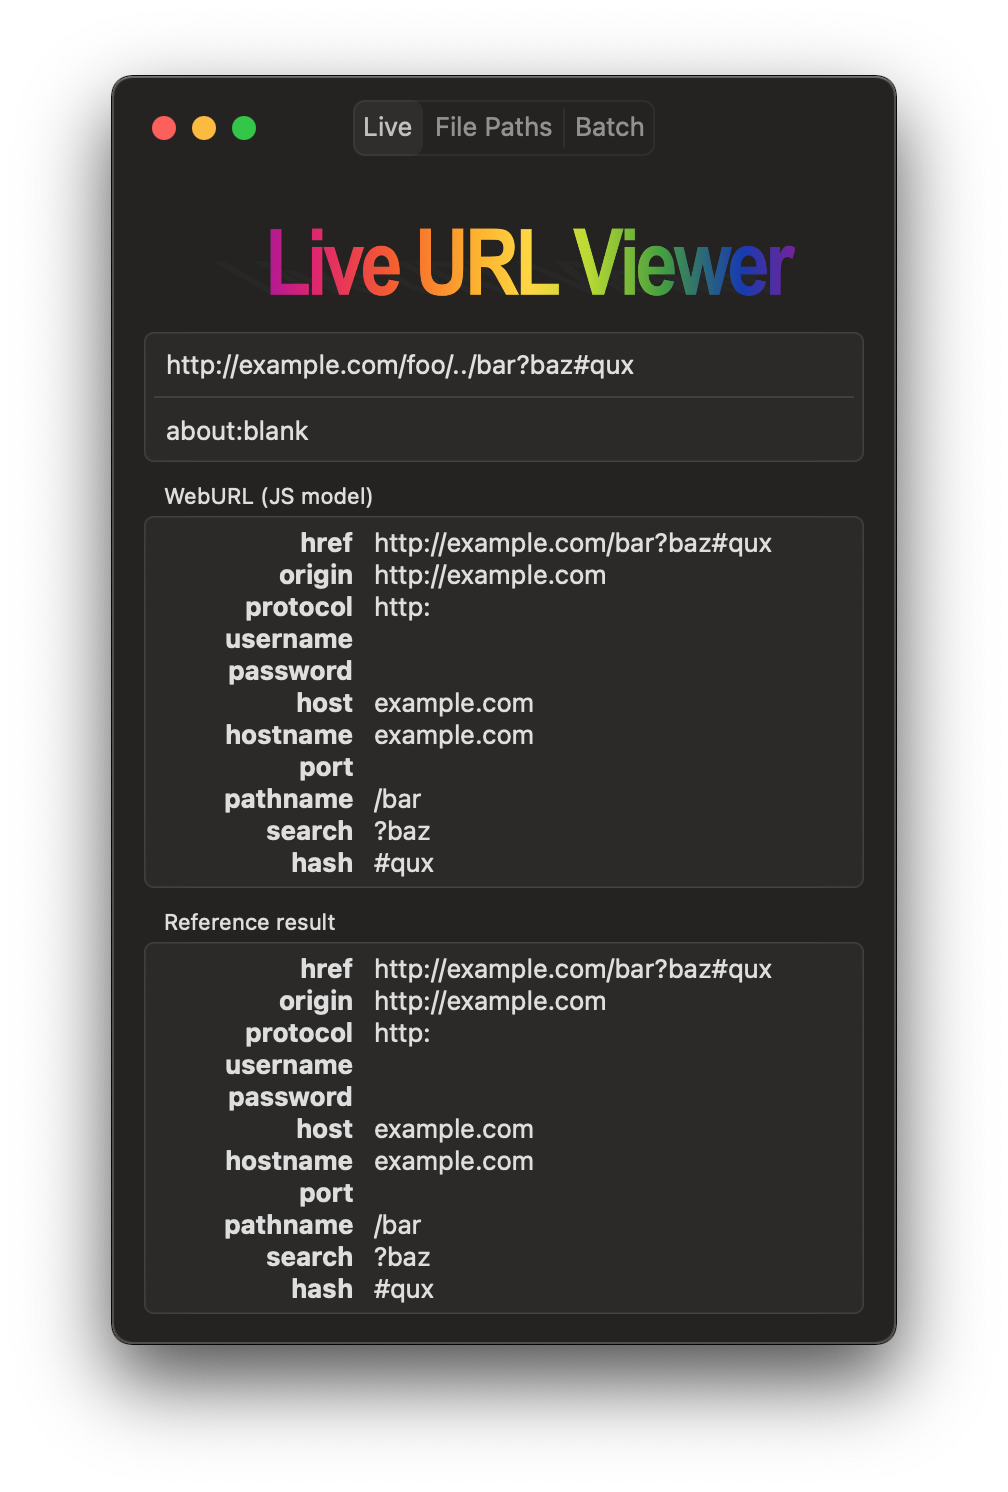 Live File Paths Batch
Live URL Viewer
http://example.com/foo/../bar?baz#qux
about:blank
WebURL (JS model)
href http://example.com/bar?baz#qux
origin http://example.com
protocol http:
username
password
host example.com
hostname example.com
port
pathname /bar
search ?baz
hash #qux
Reference result
href http://example.com/bar?baz#qux
origin http://example.com
protocol http:
username
password
host example.com
hostname example.com
port
pathname /bar
search ?baz
hash #qux